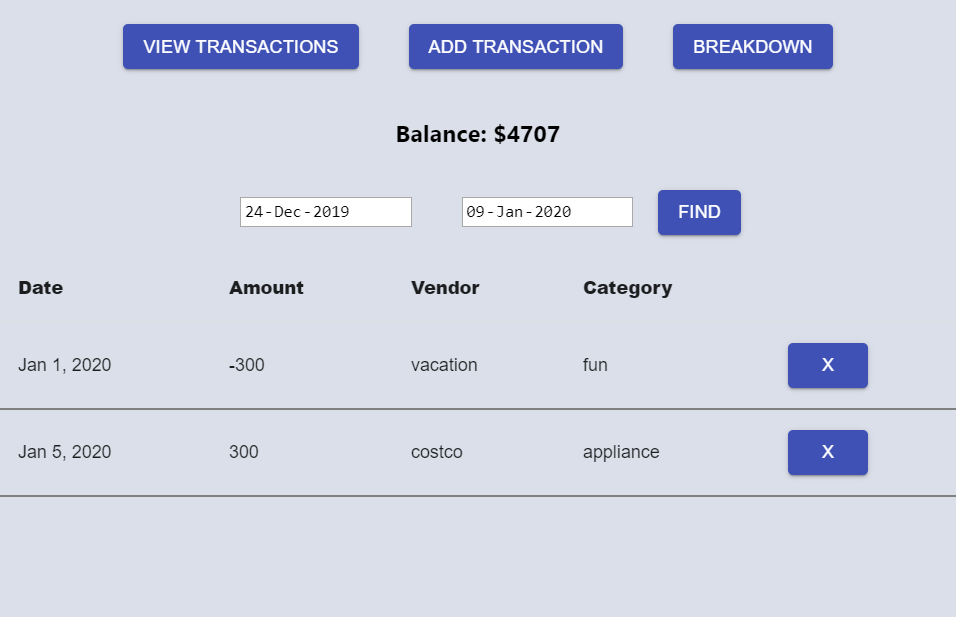 VIEW TRANSACTIONS ADD TRANSACTION BREAKDOWN
Balance: $4707
24-Dec-2019 09-Jan-2020 FIND
Date Amount Vendor Category
Jan 1, 2020 -300 vacation fun X
Jan 5, 2020 300 costco appliance X